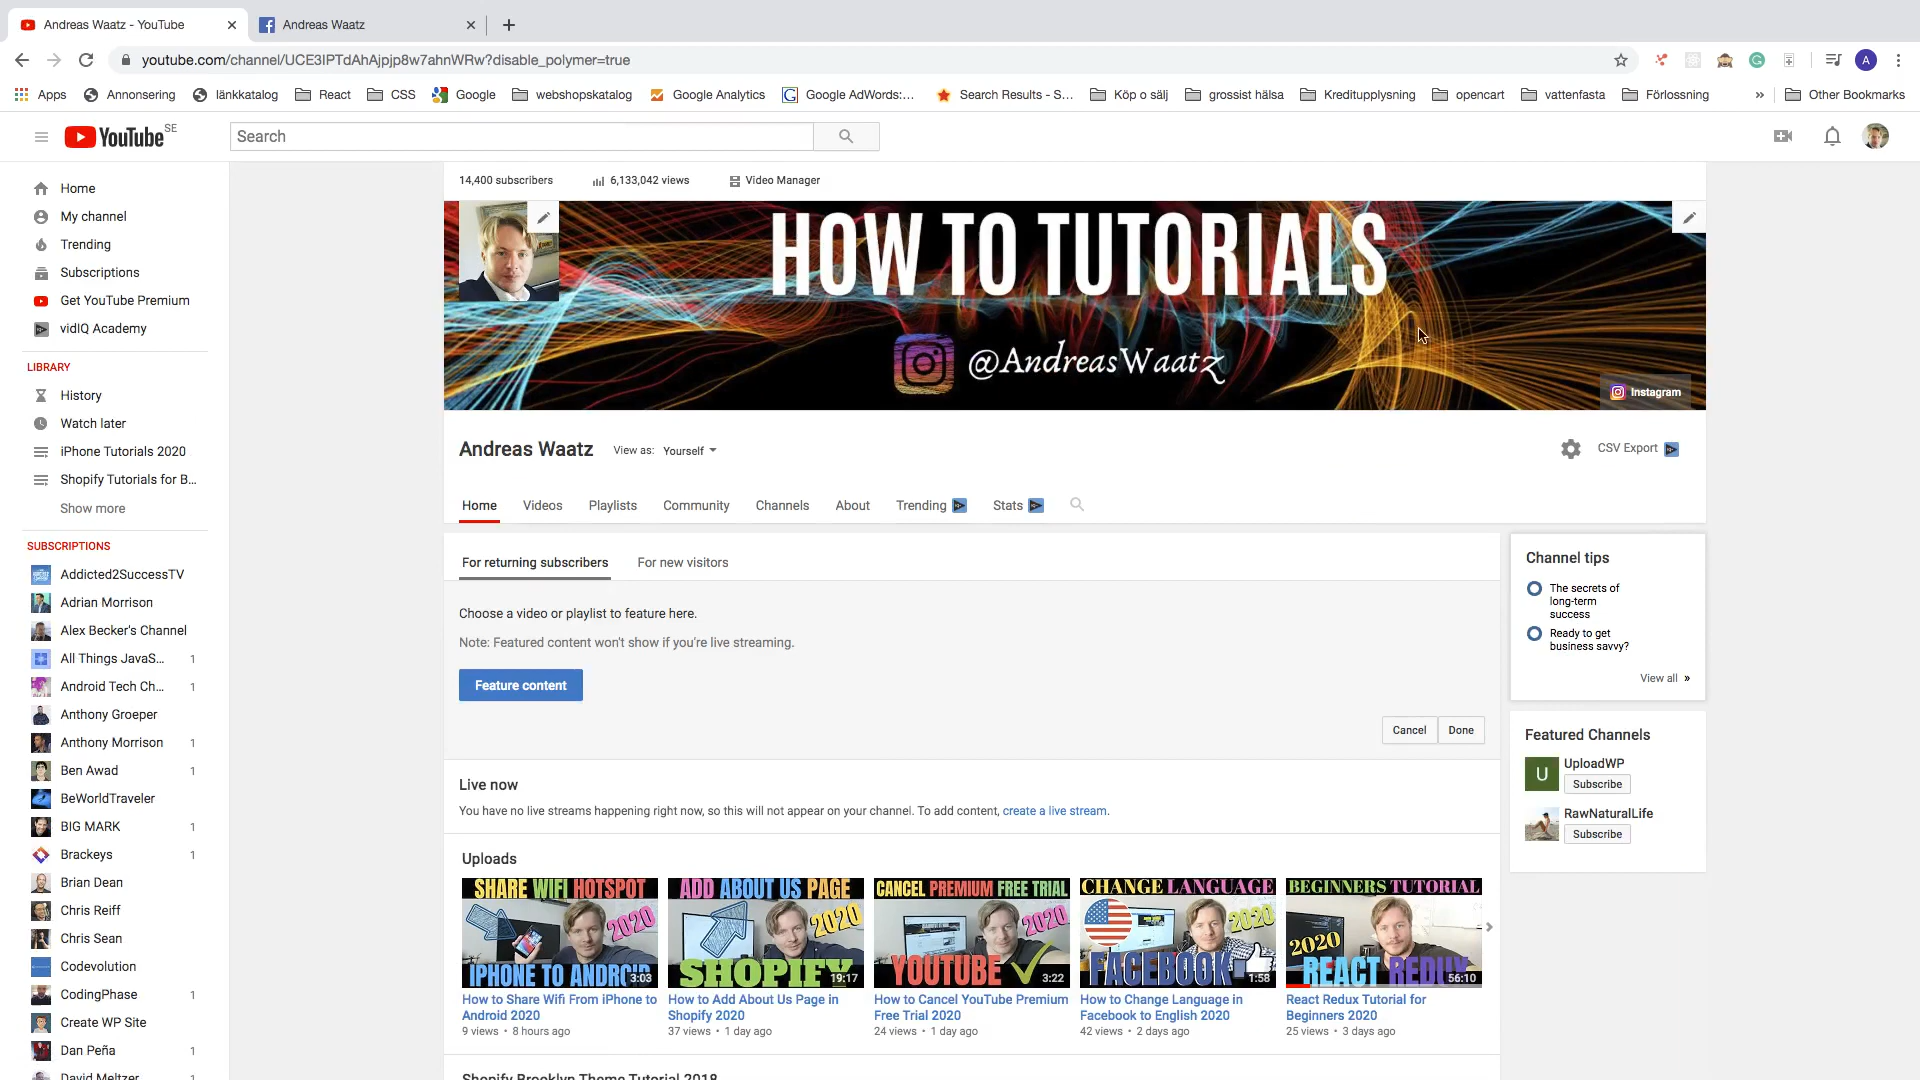 Andreas Waatz - YouTube
Andreas Waatz
youtube.com/channel/UCE3IPTdAhAjpjp8w7ahnWRw?disable_polymer=true
A
Apps
Annonsering
länkkatalog
React
CSS
Google
webshopskatalog
Google Analytics
Google AdWords:...
Search Results - S...
Köp o sälj
grossist hälsa
Kreditupplysning
opencart
vattenfasta
Förlossning
»
Other Bookmarks
YouTube SE
Search
14,400 subscribers
6,133,042 views
Video Manager
HOW TO TUTORIALS
@AndreasWaatz
Instagram
Andreas Waatz
View as: Yourself
CSV Export
Home
Videos
Playlists
Community
Channels
About
Trending
Stats
Home
My channel
Trending
Subscriptions
Get YouTube Premium
vidIQ Academy
LIBRARY
History
Watch later
iPhone Tutorials 2020
Shopify Tutorials for B...
Show more
SUBSCRIPTIONS
Addicted2SuccessTV
Adrian Morrison
Alex Becker's Channel
All Things JavaS... 1
Android Tech Ch... 1
Anthony Groeper
Anthony Morrison 1
Ben Awad 1
BeWorldTraveler
BIG MARK 1
Brackeys 1
Brian Dean
Chris Reiff
Chris Sean
Codevolution
CodingPhase 1
Create WP Site
Dan Peña 1
David Meltzer 1
For returning subscribers
For new visitors
Choose a video or playlist to feature here.
Note: Featured content won't show if you're live streaming.
Feature content
Cancel
Done
Live now
You have no live streams happening right now, so this will not appear on your channel. To add content, create a live stream.
Uploads
SHARE WIFI HOTSPOT
2020
IPHONE TO ANDROID
3:03
How to Share Wifi From iPhone to
Android 2020
9 views • 8 hours ago
ADD ABOUT US PAGE
2020
SHOPIFY
19:17
How to Add About Us Page in
Shopify 2020
37 views • 1 day ago
CANCEL PREMIUM FREE TRIAL
2020
YOUTUBE
3:22
How to Cancel YouTube Premium
Free Trial 2020
24 views • 1 day ago
CHANGE LANGUAGE
2020
FACEBOOK
1:58
How to Change Language in
Facebook to English 2020
42 views • 2 days ago
BEGINNERS TUTORIAL
2020
REACT REDUX
56:10
React Redux Tutorial for
Beginners 2020
25 views • 3 days ago
Shopify Brooklyn Theme Tutorial 2018
Channel tips
The secrets of
long-term
success
Ready to get
business savvy?
View all »
Featured Channels
U
UploadWP
Subscribe
RawNaturalLife
Subscribe